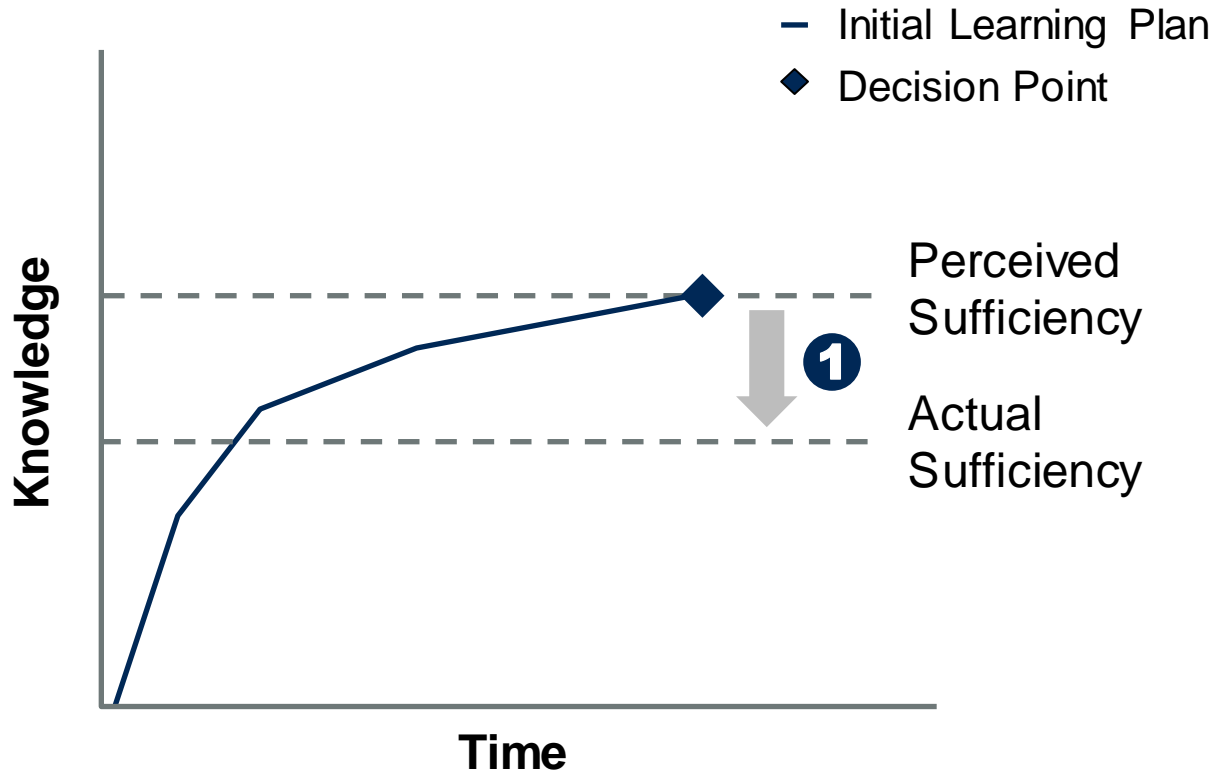 Initial Learning Plan
Decision Point
Knowledge
Perceived
Sufficiency
1
Actual
Sufficiency
Time